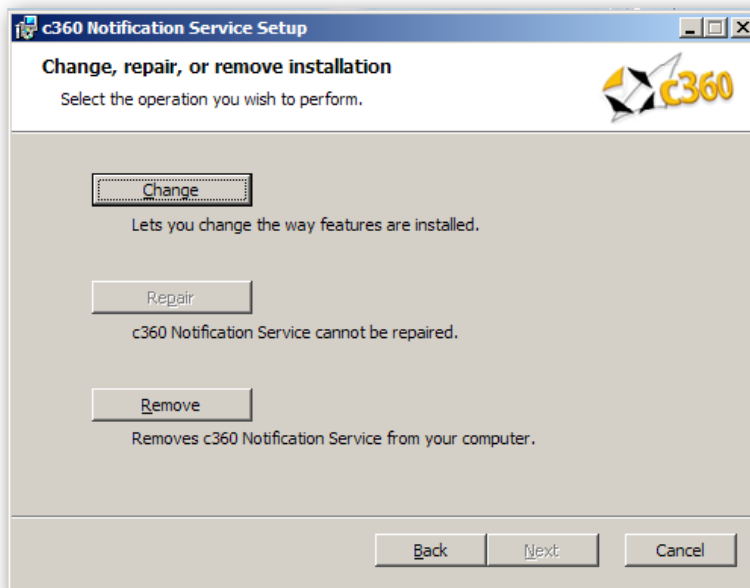 c360 Notification Service Setup
Change, repair, or remove installation
Select the operation you wish to perform.
c360
Change
Lets you change the way features are installed.
Repair
c360 Notification Service cannot be repaired.
Remove
Removes c360 Notification Service from your computer.
Back Next Cancel